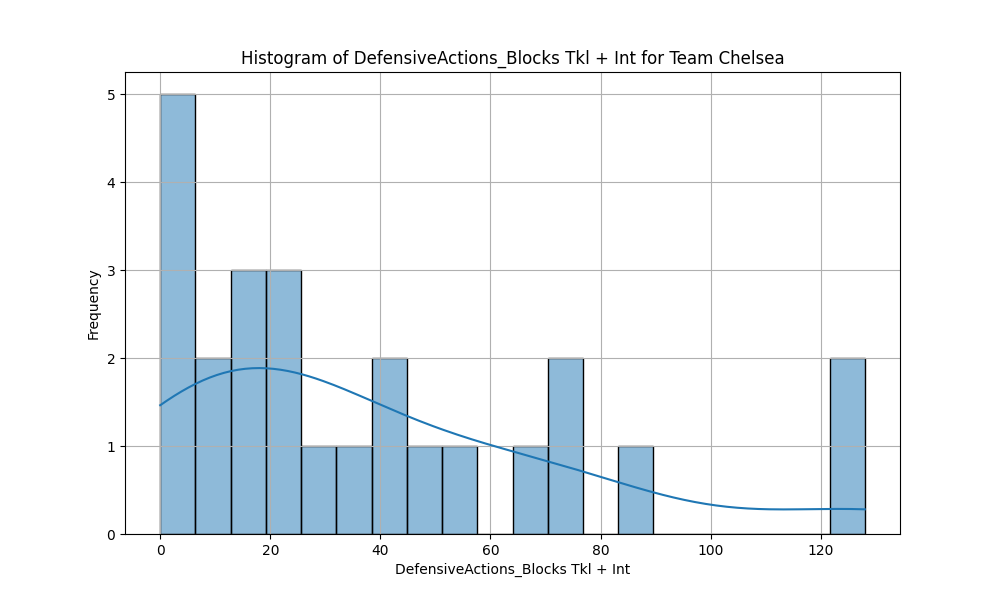 Histogram of DefensiveActions_Blocks Tkl + Int for Team Chelsea
5
4
3
2
1
0
Frequency
0 20 40 60 80 100 120
DefensiveActions_Blocks Tkl + Int